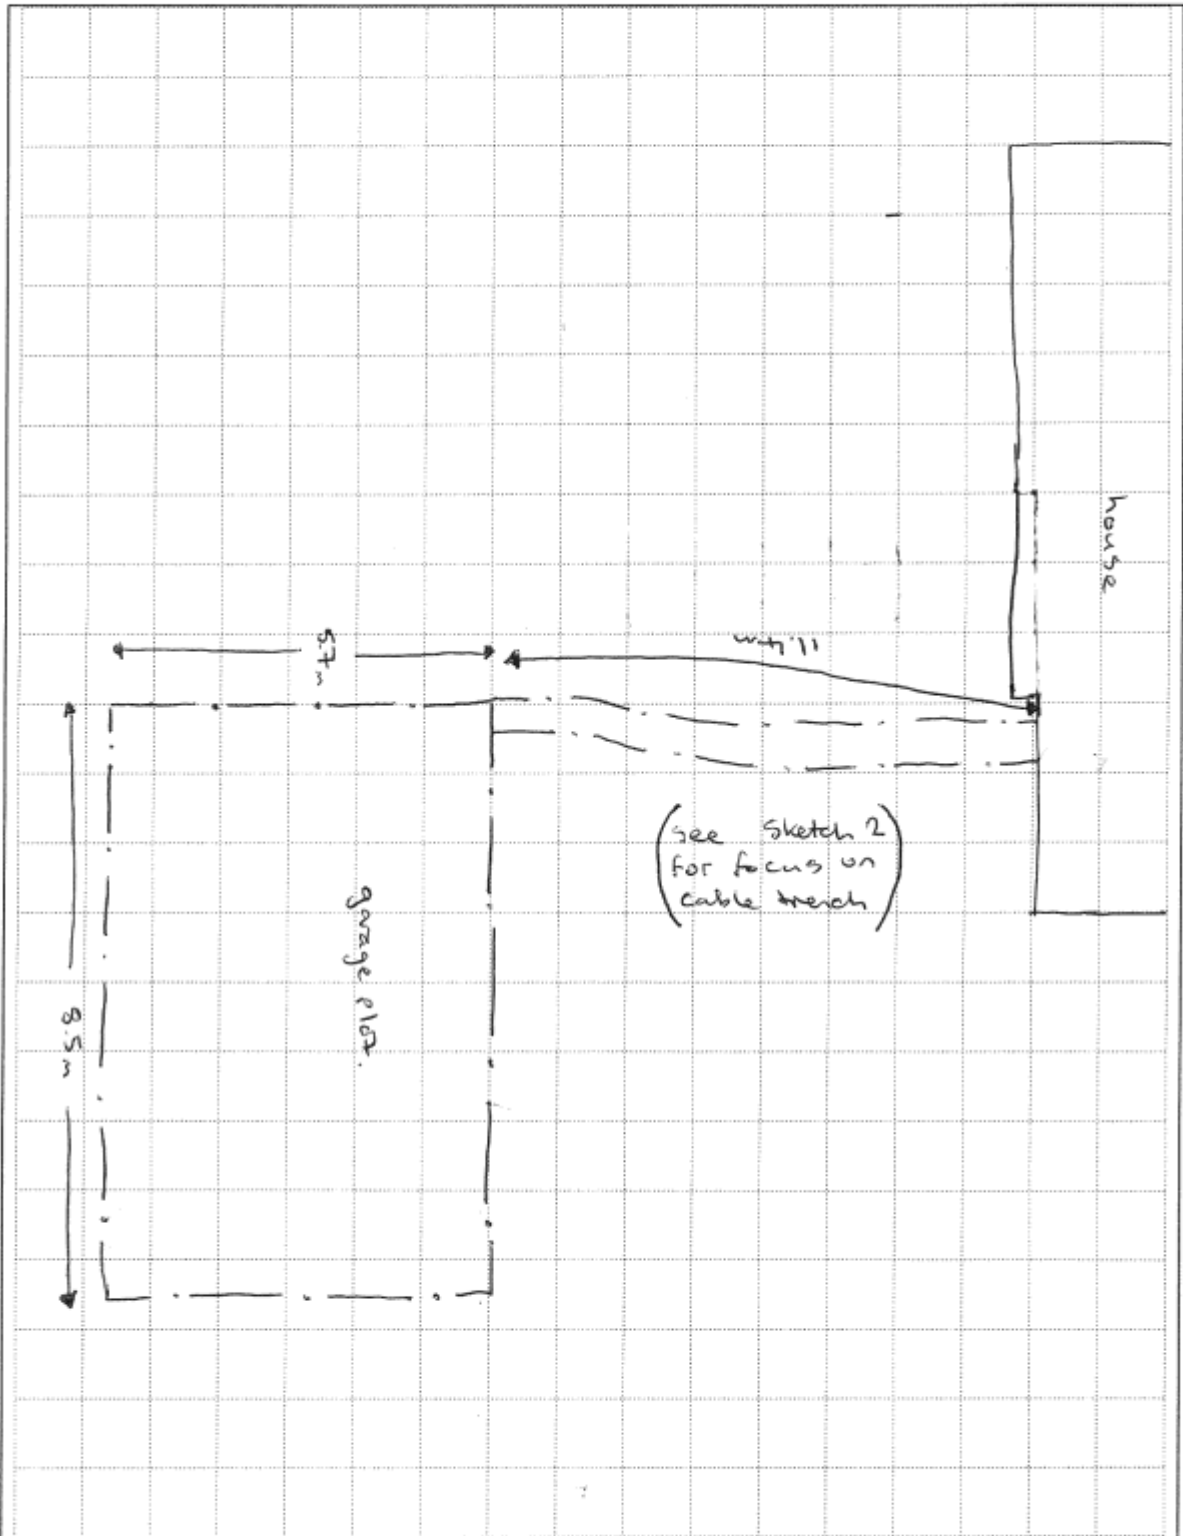 house
5.7m
11.4m
(see Sketch 2
for focus on
cable trench)
garage plot.
8.5m